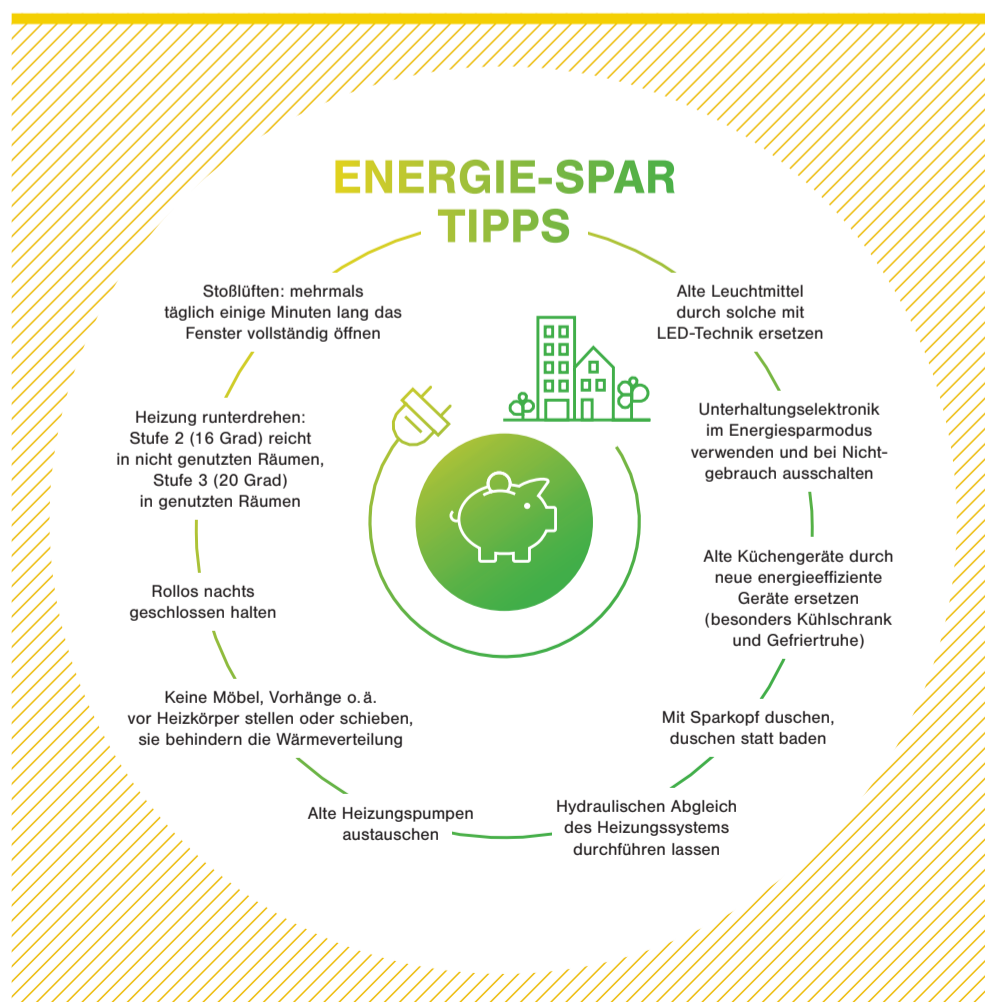 ENERGIE-SPAR
TIPPS
Alte Leuchtmittel
durch solche mit
LED-Technik ersetzen
Unterhaltungselektronik
im Energiesparmodus
verwenden und bei Nicht-
gebrauch ausschalten
Alte Küchengeräte durch
neue energieeffiziente
Geräte ersetzen
(besonders Kühlschrank
und Gefriertruhe)
Mit Sparkopf duschen,
duschen statt baden
Hydraulischen Abgleich
des Heizungssystems
durchführen lassen
Alte Heizungspumpen
austauschen
Keine Möbel, Vorhänge o. ä.
vor Heizkörper stellen oder schieben,
sie behindern die Wärmeverteilung
Rollos nachts
geschlossen halten
Heizung runterdrehen:
Stufe 2 (16 Grad) reicht
in nicht genutzten Räumen,
Stufe 3 (20 Grad)
in genutzten Räumen
Stoßlüften: mehrmals
täglich einige Minuten lang das
Fenster vollständig öffnen